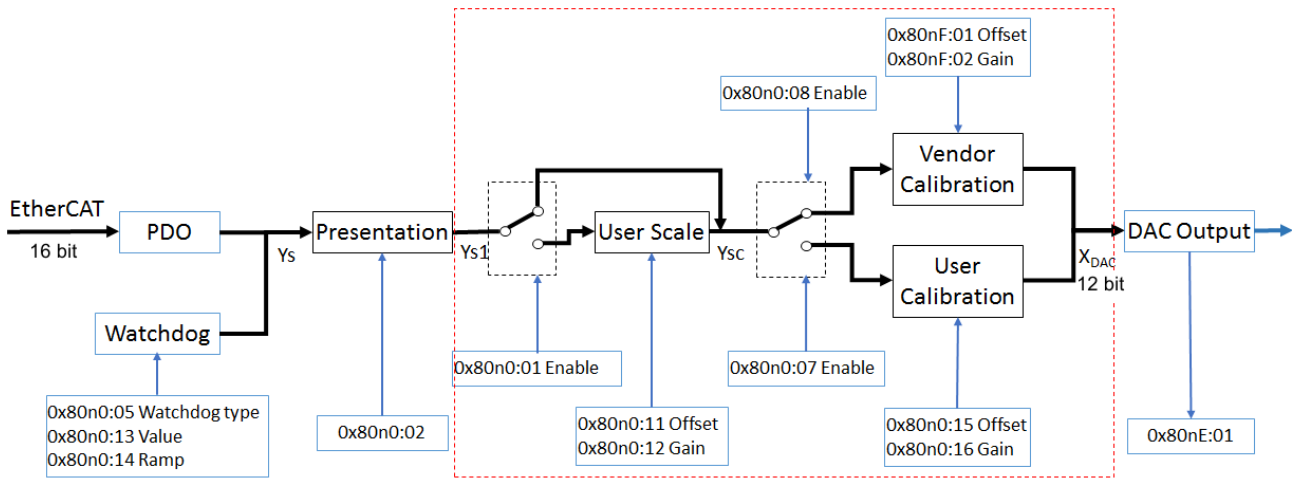 0x80nF:01 Offset
0x80nF:02 Gain
0x80n0:08 Enable
Vendor
Calibration
EtherCAT
16 bit
PDO
Ys
Presentation
Ys1
User Scale
Ysc
User
Calibration
XDAC
12 bit
DAC Output
Watchdog
0x80n0:01 Enable
0x80n0:07 Enable
0x80n0:05 Watchdog type
0x80n0:13 Value
0x80n0:14 Ramp
0x80n0:02
0x80n0:11 Offset
0x80n0:12 Gain
0x80n0:15 Offset
0x80n0:16 Gain
0x80nE:01